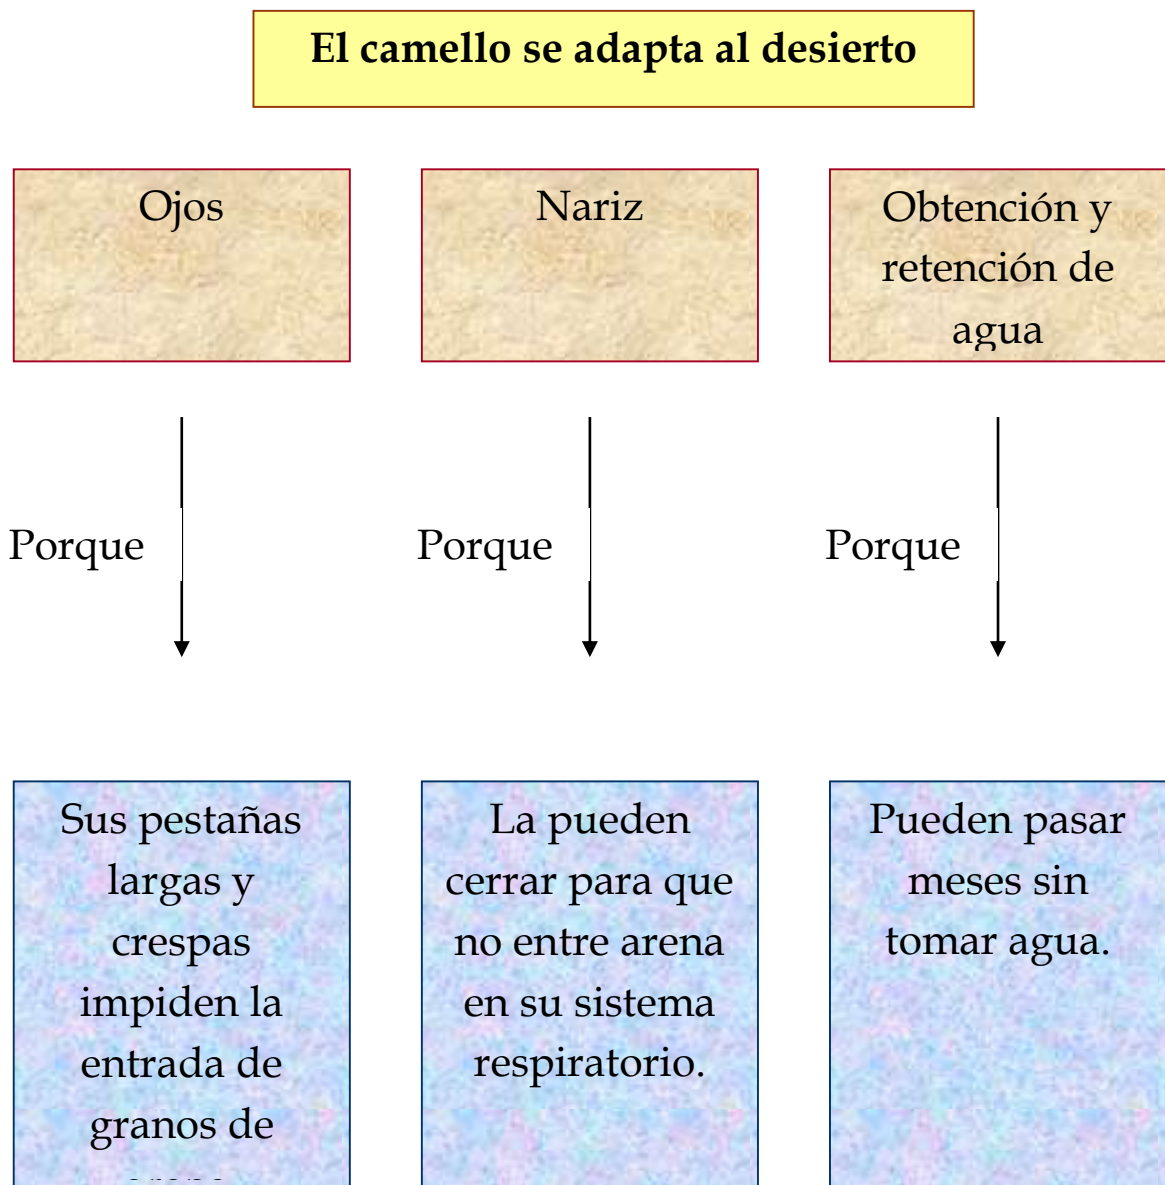 El camello se adapta al desierto
Ojos
Nariz
Obtención y
retención de
agua
Porque
Porque
Porque
Sus pestañas
largas y
crespas
impiden la
entrada de
granos de
La pueden
cerrar para que
no entre arena
en su sistema
respiratorio.
Pueden pasar
meses sin
tomar agua.